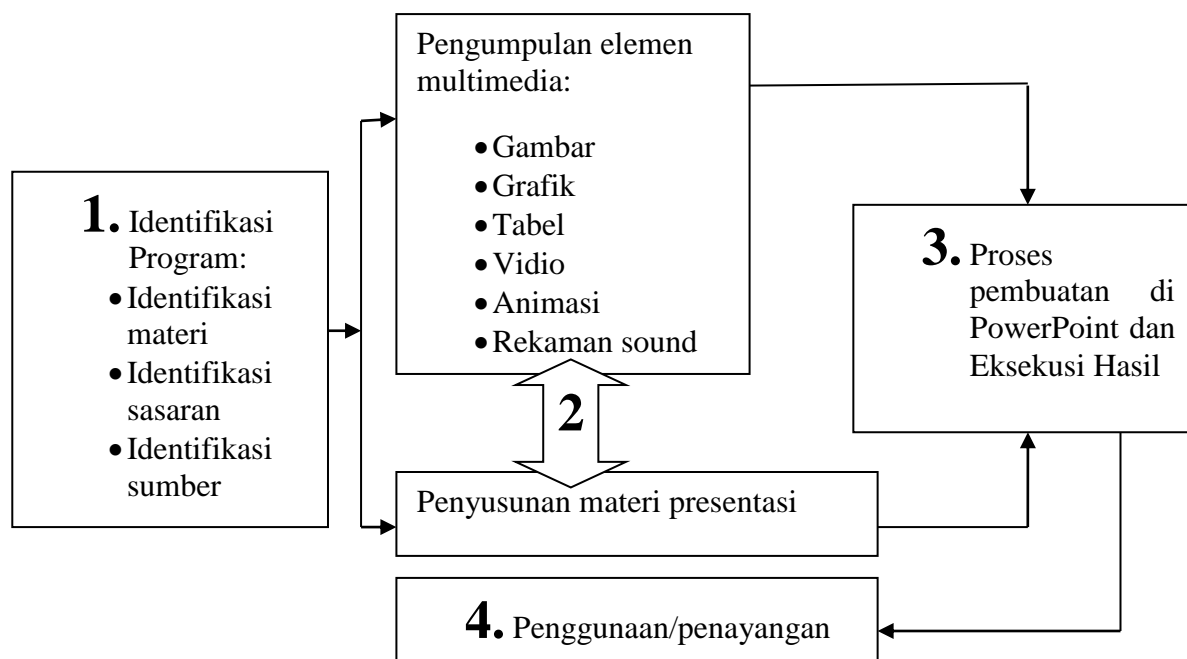 1. Identifikasi
Program:
• Identifikasi
materi
• Identifikasi
sasaran
• Identifikasi
sumber
Pengumpulan elemen
multimedia:
• Gambar
• Grafik
• Tabel
• Vidio
• Animasi
• Rekaman sound
2
Penyusunan materi presentasi
3. Proses
pembuatan di
PowerPoint dan
Eksekusi Hasil
4. Penggunaan/penayangan